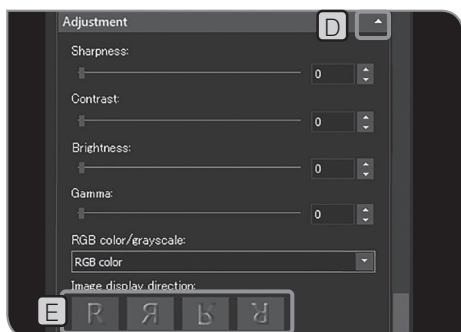 Adjustment
D
Sharpness:
0
Contrast:
0
Brightness:
0
Gamma:
0
RGB color/grayscale:
RGB color
Image display direction:
E
R